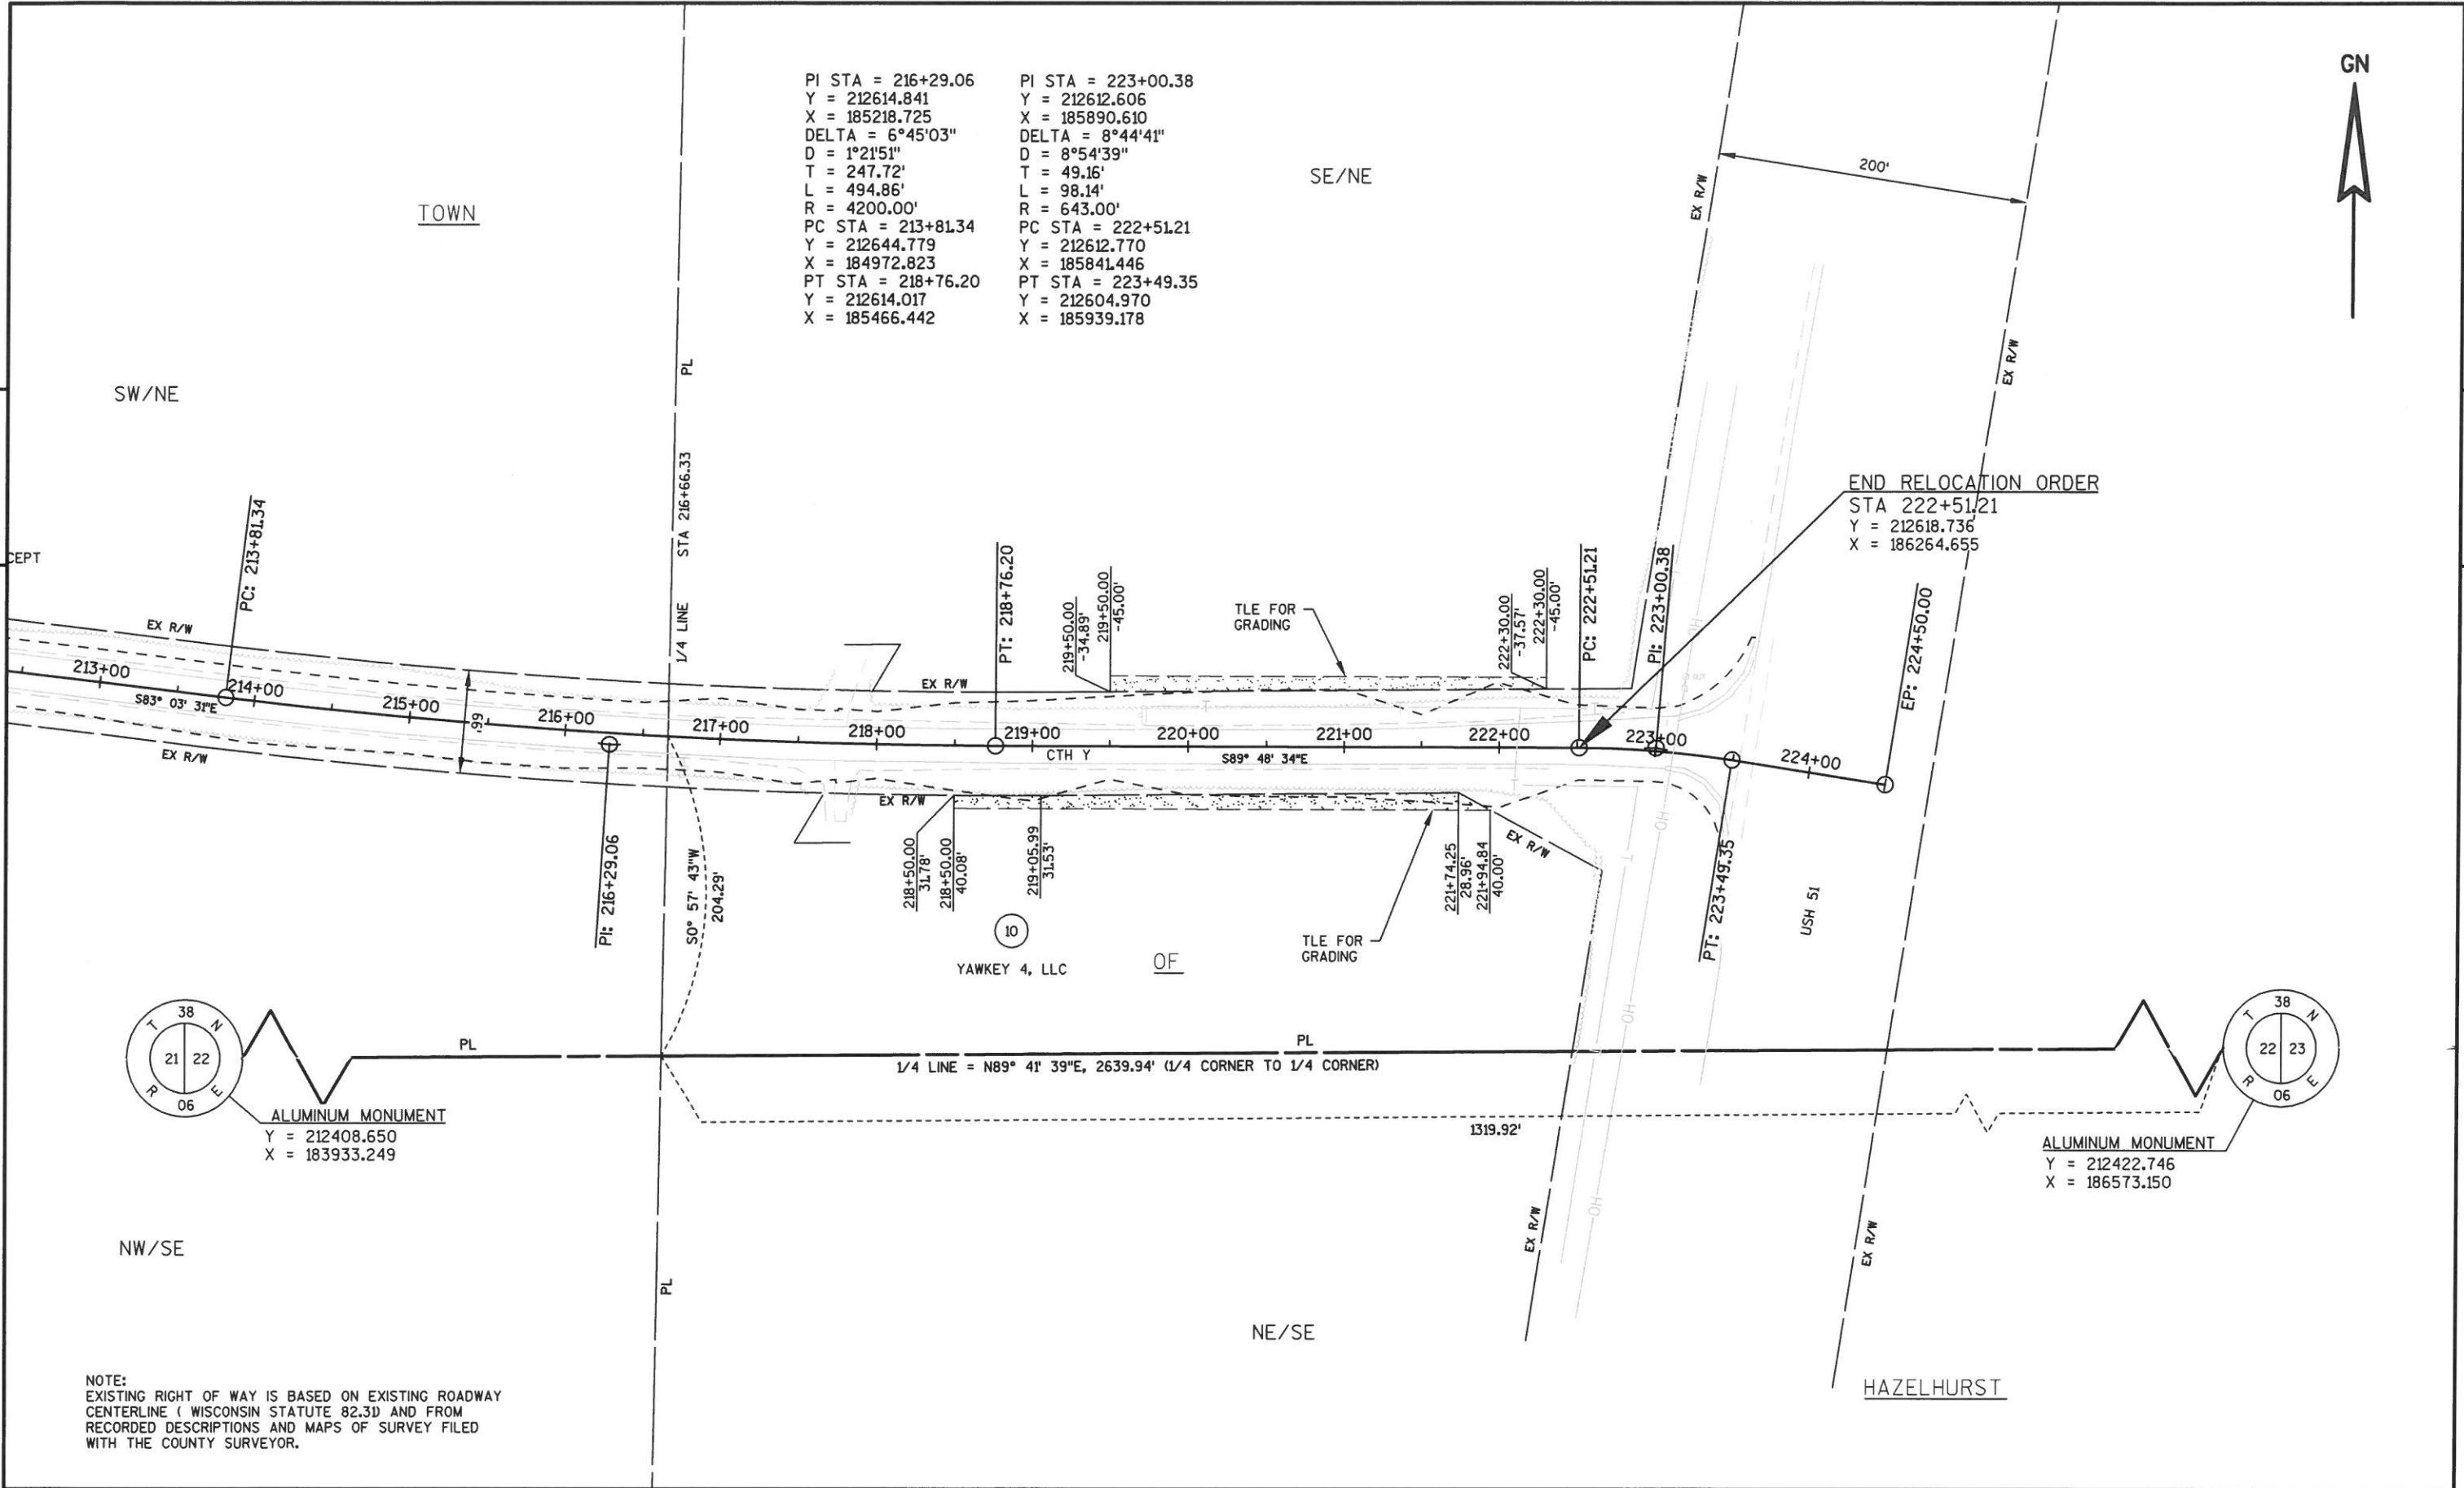 GN
PI STA = 216+29.06
Y = 212614.841
X = 185218.725
DELTA = 6°45'03"
D = 1°21'51"
T = 247.72'
L = 494.86'
R = 4200.00'
PC STA = 213+81.34
Y = 212644.779
X = 184972.823
PT STA = 218+76.20
Y = 212614.017
X = 185466.442
PI STA = 223+00.38
Y = 212612.606
X = 185890.610
DELTA = 8°44'41"
D = 8°54'39"
T = 49.16'
L = 98.14'
R = 643.00'
PC STA = 222+51.21
Y = 212612.770
X = 185841.446
PT STA = 223+49.35
Y = 212604.970
X = 185939.178
SE/NE
200'
EX R/W
EX R/W
TOWN
SW/NE
PL
STA 216+66.33
1/4 LINE
END RELOCATION ORDER
STA 222+51.21
Y = 212618.736
X = 186264.655
CEPT
PC: 213+81.34
EX R/W
PT: 218+76.20
219+50.00
-34.89'
219+50.00
-45.00'
TLE FOR
GRADING
222+30.00
-37.57'
222+30.00
-45.00'
PC: 222+51.21
PI: 223+00.38
EP: 224+50.00
EX R/W
213+00
214+00
215+00
216+00
217+00
218+00
219+00
220+00
221+00
222+00
223+00
224+00
S83° 03' 31"E
66'
CTH Y
S89° 48' 34"E
EX R/W
EX R/W
EX R/W
PI: 216+29.06
S0° 57' 43"W
204.29'
218+50.00
31.78'
218+50.00
40.08'
219+05.99
31.53'
221+74.25
28.96'
221+94.84
40.00'
PT: 223+49.35
USH 51
OH
OH
OH
OH
10
YAWKEY 4, LLC
OF
TLE FOR
GRADING
38
T N
21 22
R E
06
PL
PL
1/4 LINE = N89° 41' 39"E, 2639.94' (1/4 CORNER TO 1/4 CORNER)
38
T N
22 23
R E
06
ALUMINUM MONUMENT
Y = 212408.650
X = 183933.249
1319.92'
ALUMINUM MONUMENT
Y = 212422.746
X = 186573.150
EX R/W
EX R/W
NW/SE
PL
NE/SE
HAZELHURST
NOTE:
EXISTING RIGHT OF WAY IS BASED ON EXISTING ROADWAY
CENTERLINE ( WISCONSIN STATUTE 82.31) AND FROM
RECORDED DESCRIPTIONS AND MAPS OF SURVEY FILED
WITH THE COUNTY SURVEYOR.